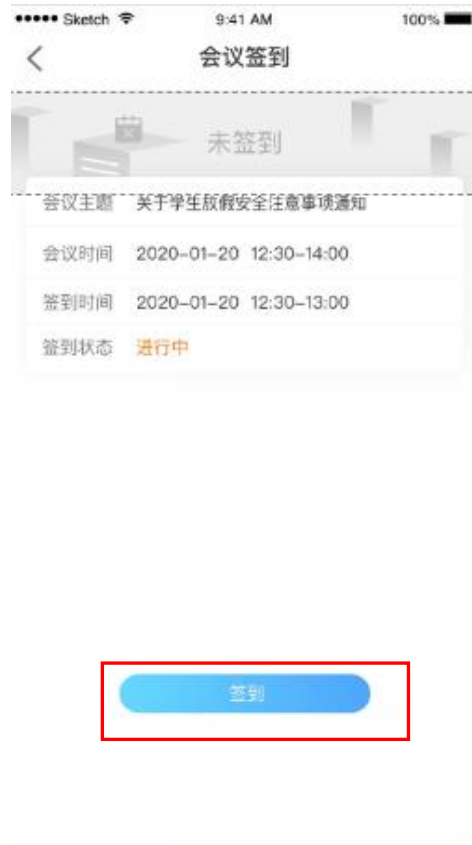 Sketch 9:41 AM 100%
会议签到
未签到
会议主题 关于学生放假安全注意事项通知
会议时间 2020-01-20 12:30-14:00
签到时间 2020-01-20 12:30-13:00
签到状态 进行中
签到